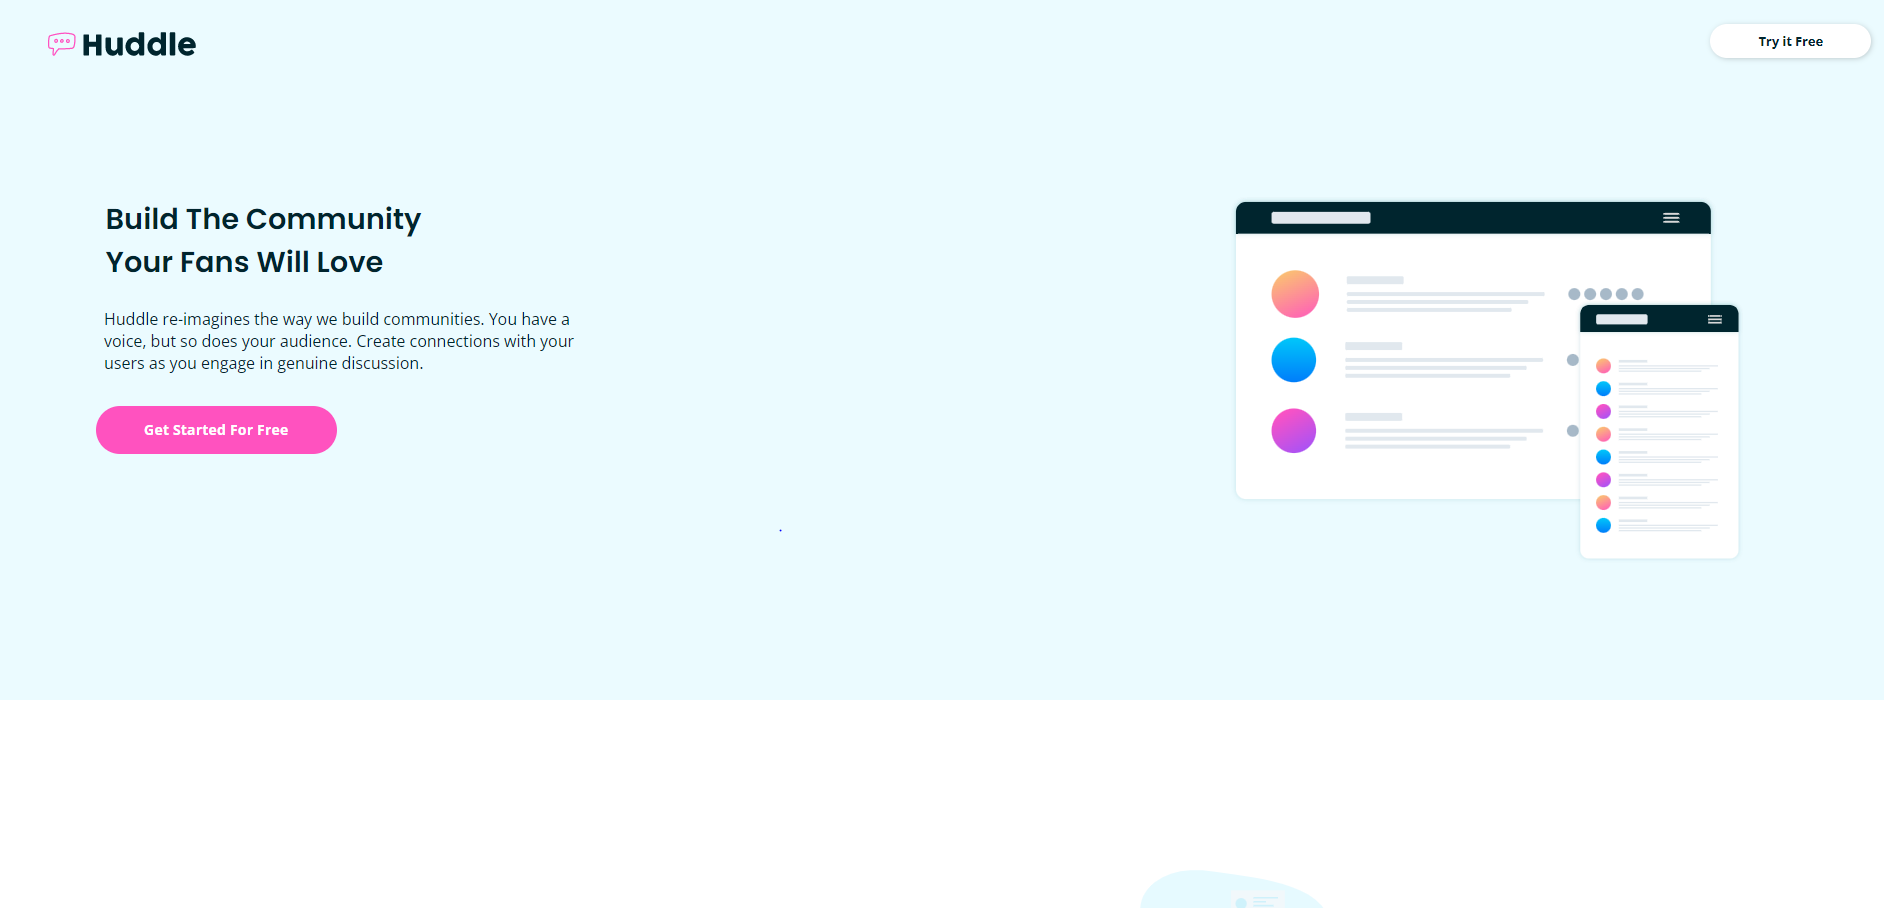 Huddle
Try it Free
Build The Community
Your Fans Will Love
Huddle re-imagines the way we build communities. You have a
voice, but so does your audience. Create connections with your
users as you engage in genuine discussion.
Get Started For Free